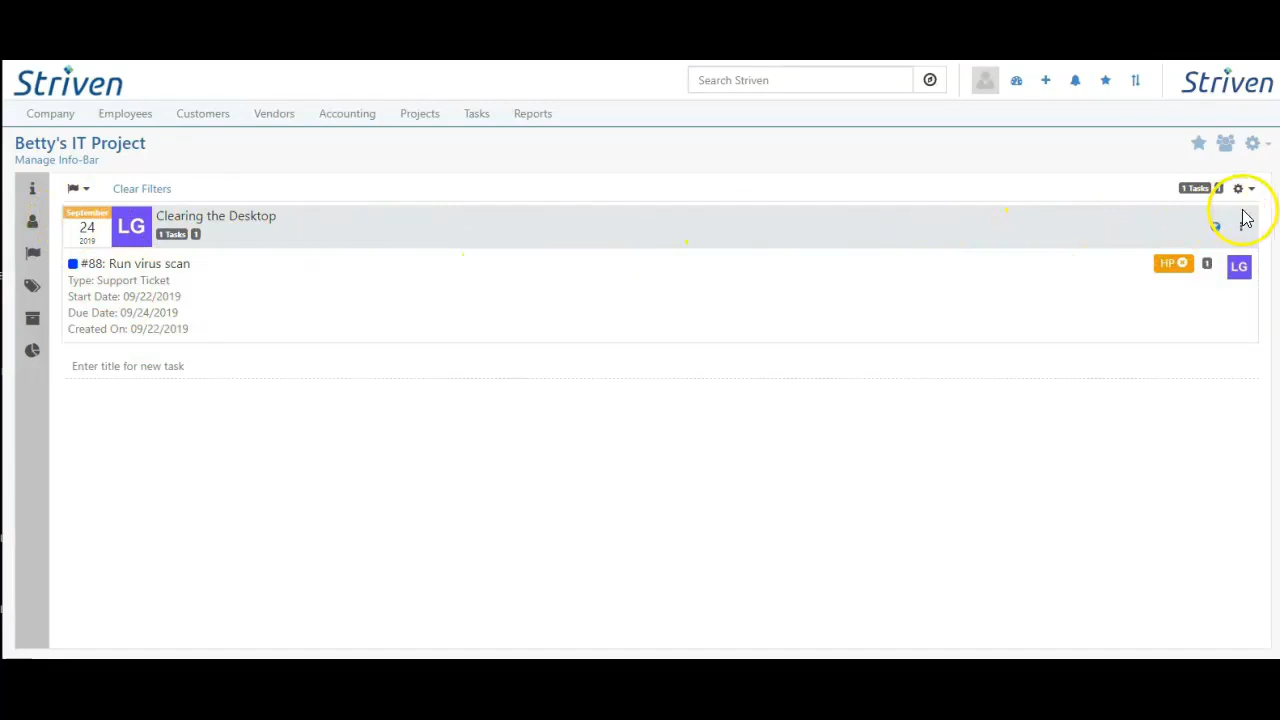 Striven
Search Striven
Striven
Company Employees Customers Vendors Accounting Projects Tasks Reports
Betty's IT Project
Manage Info-Bar
Clear Filters
1 Tasks
September
24
2019
LG
Clearing the Desktop
1 Tasks 1
#88: Run virus scan
HP
1
LG
Type: Support Ticket
Start Date: 09/22/2019
Due Date: 09/24/2019
Created On: 09/22/2019
Enter title for new task